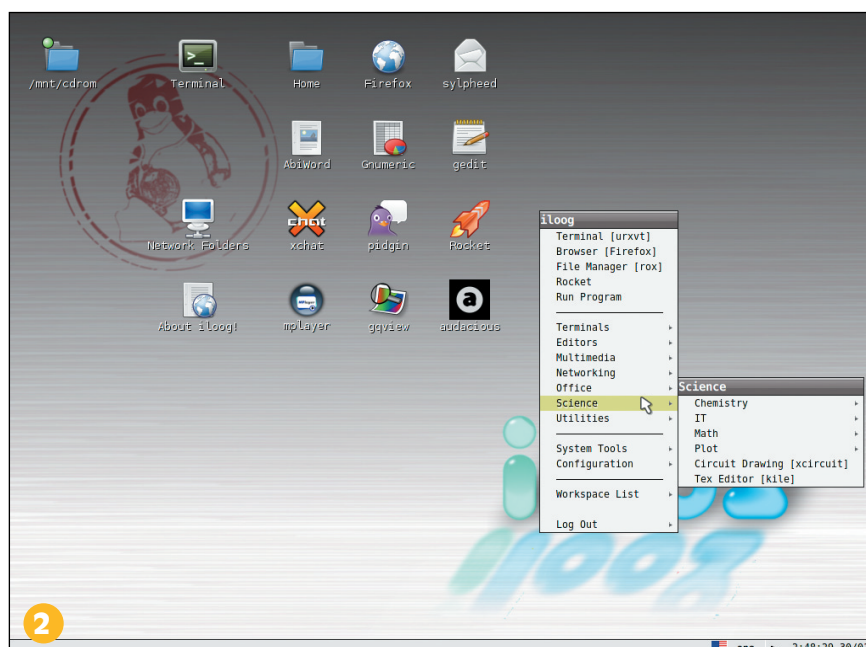 /mnt/cdrom
Terminal
Home
Firefox
sylpheed
AbiWord
Gnumeric
gedit
Network Folders
xchat
pidgin
Rocket
About iloog!
mplayer
gqview
audacious
iloog
Terminal [urxvt]
Browser [Firefox]
File Manager [rox]
Rocket
Run Program
Terminals
Editors
Multimedia
Networking
Office
Science
Utilities
System Tools
Configuration
Workspace List
Log Out
Science
Chemistry
IT
Math
Plot
Circuit Drawing [xcircuit]
Tex Editor [kile]
iloog
2